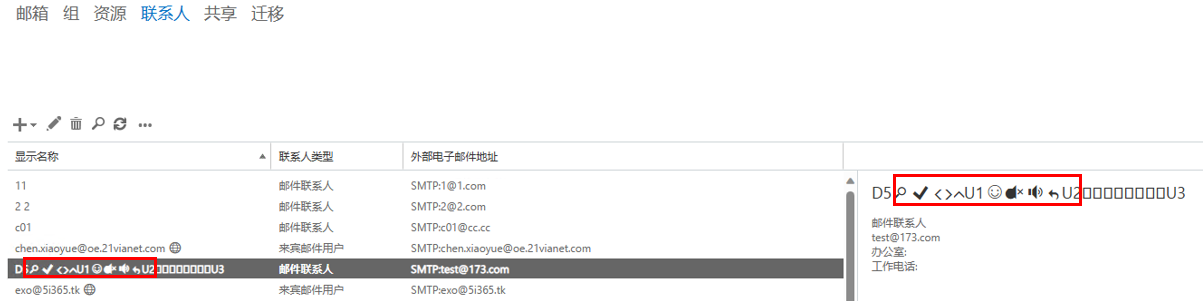 邮箱 组 资源 联系人 共享 迁移
显示名称 联系人类型 外部电子邮件地址
11 SMTP:1@1.com 邮件联系人
2 2 邮件联系人 SMTP:2@2.com
c01 邮件联系人 SMTP:c01@cc.cc
chen.xiaoyue@oe.21vianet.com 来宾邮件用户 SMTP:chen.xiaoyue@oe.21vianet.com
D5 ✔ <>^U1 ☺ U2▯▯▯▯▯▯▯▯U3 邮件联系人 SMTP:test@173.com
exo@5i365.tk 来宾邮件用户 SMTP:exo@5i365.tk
D5 ✔ <>^U1 ☺ U2▯▯▯▯▯▯▯▯U3
邮件联系人
test@173.com
办公室:
工作电话: